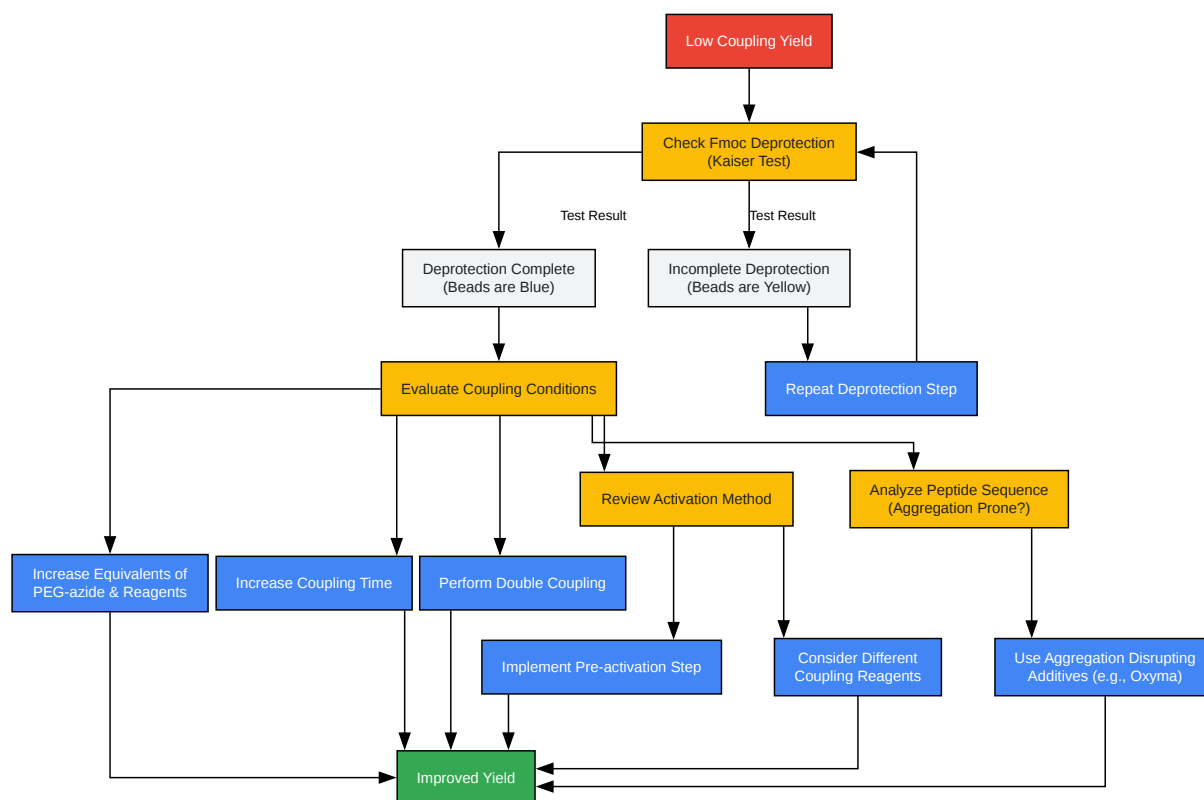 Low Coupling Yield
Check Fmoc Deprotection
(Kaiser Test)
Test Result
Test Result
Deprotection Complete
(Beads are Blue)
Incomplete Deprotection
(Beads are Yellow)
Evaluate Coupling Conditions
Repeat Deprotection Step
Review Activation Method
Analyze Peptide Sequence
(Aggregation Prone?)
Increase Equivalents of
PEG-azide & Reagents
Increase Coupling Time
Perform Double Coupling
Implement Pre-activation Step
Consider Different
Coupling Reagents
Use Aggregation Disrupting
Additives (e.g., Oxyma)
Improved Yield